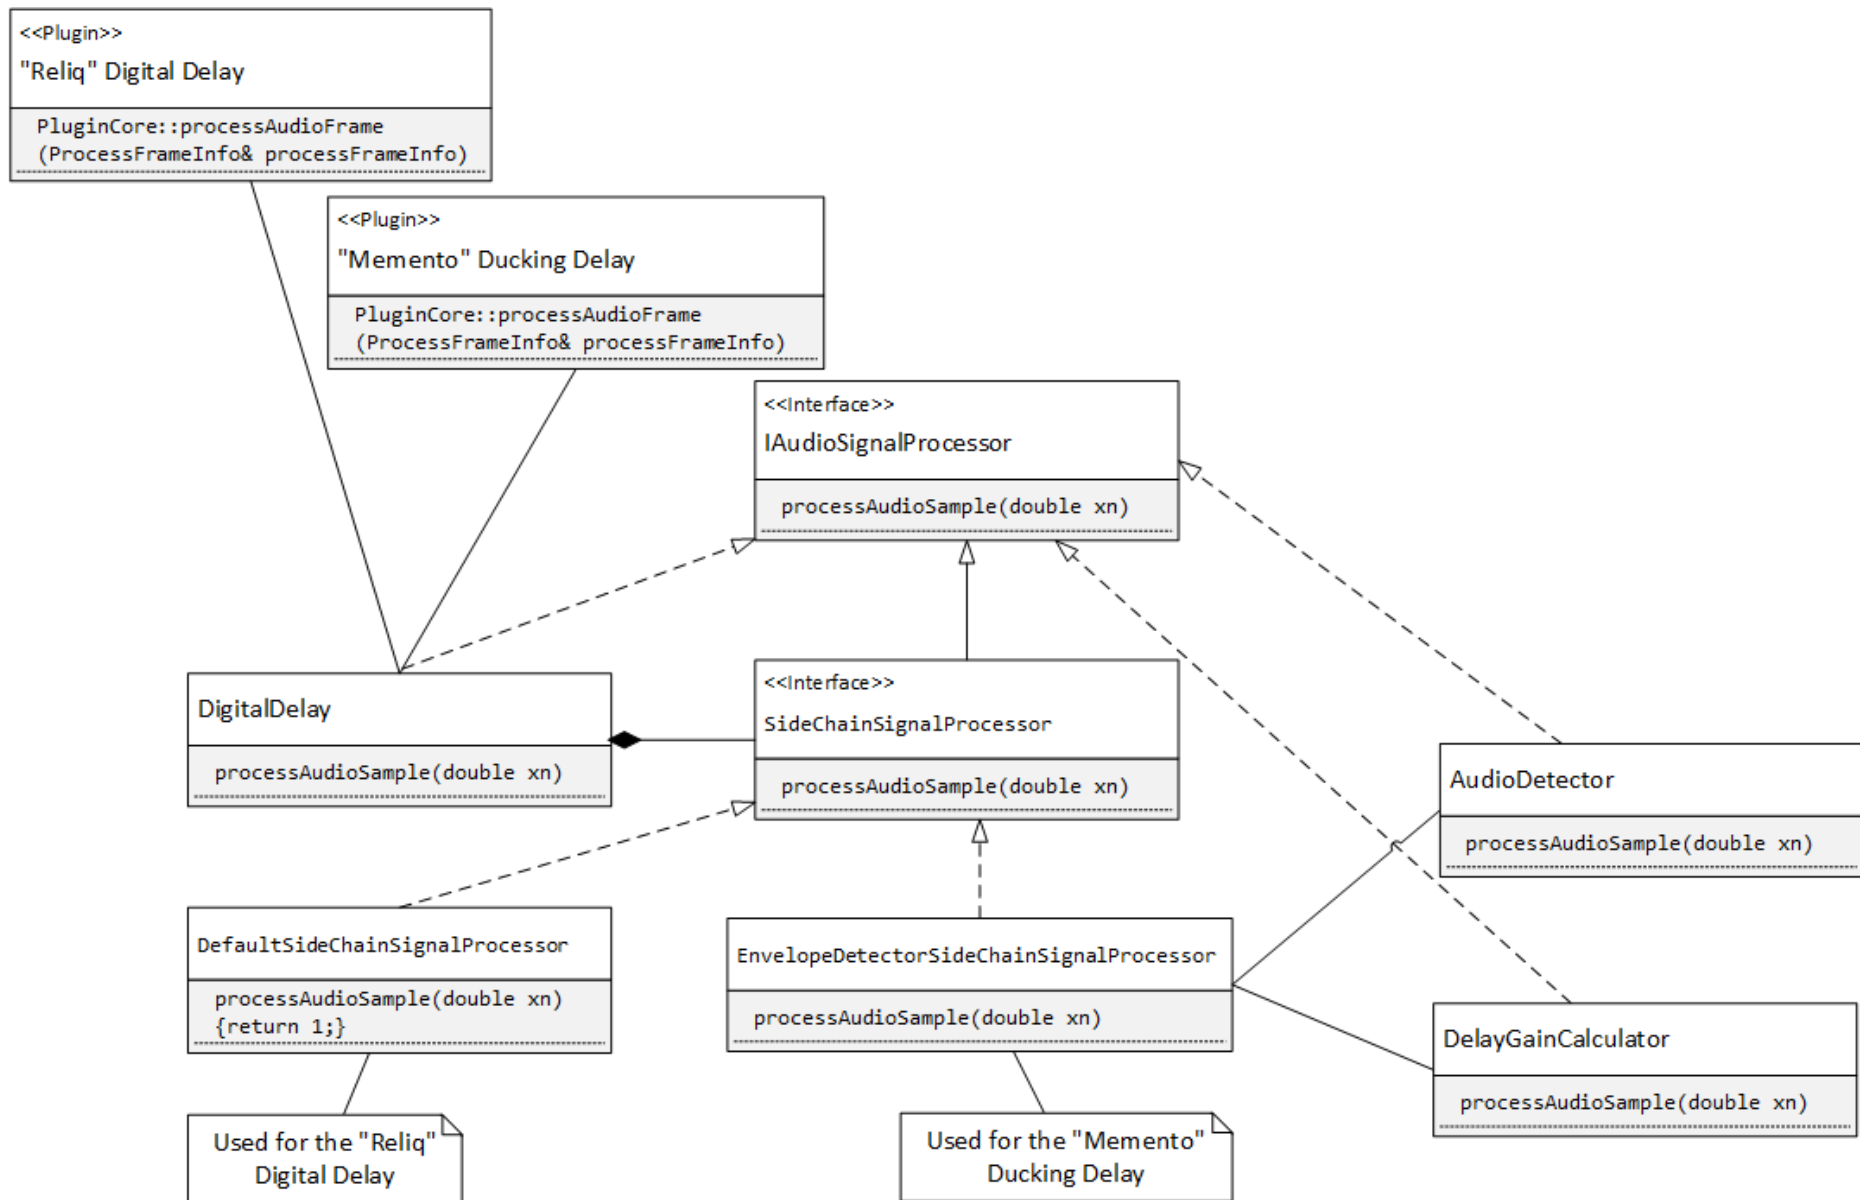 <<Plugin>>
"Reliq" Digital Delay
PluginCore::processAudioFrame
(ProcessFrameInfo& processFrameInfo)
<<Plugin>>
"Memento" Ducking Delay
PluginCore::processAudioFrame
(ProcessFrameInfo& processFrameInfo)
<<Interface>>
IAudioSignalProcessor
processAudioSample(double xn)
DigitalDelay
processAudioSample(double xn)
<<Interface>>
SideChainSignalProcessor
processAudioSample(double xn)
AudioDetector
processAudioSample(double xn)
DefaultSideChainSignalProcessor
processAudioSample(double xn)
{return 1;}
EnvelopeDetectorSideChainSignalProcessor
processAudioSample(double xn)
DelayGainCalculator
processAudioSample(double xn)
Used for the "Reliq"
Digital Delay
Used for the "Memento"
Ducking Delay